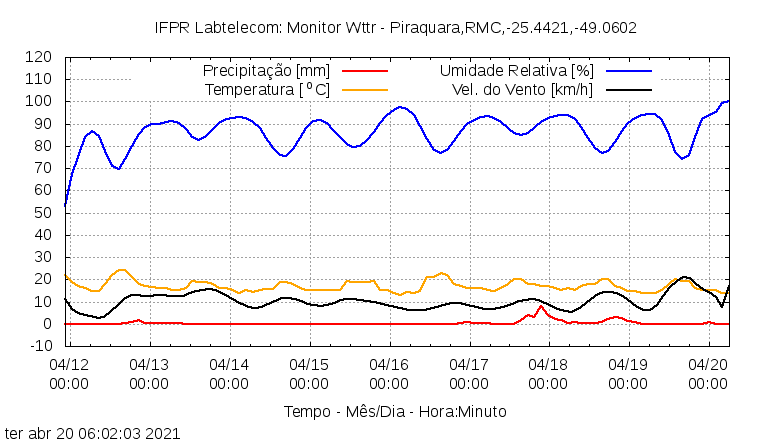 IFPR Labtelecom: Monitor Wttr - Piraquara,RMC,-25.4421,-49.0602
Precipitação [mm]
Umidade Relativa [%]
Temperatura [⁰C]
Vel. do Vento [km/h]
120
110
100
90
80
70
60
50
40
30
20
10
0
-10
04/12 04/13 04/14 04/15 04/16 04/17 04/18 04/19 04/20
00:00 00:00 00:00 00:00 00:00 00:00 00:00 00:00 00:00
Tempo - Mês/Dia - Hora:Minuto
ter abr 20 06:02:03 2021